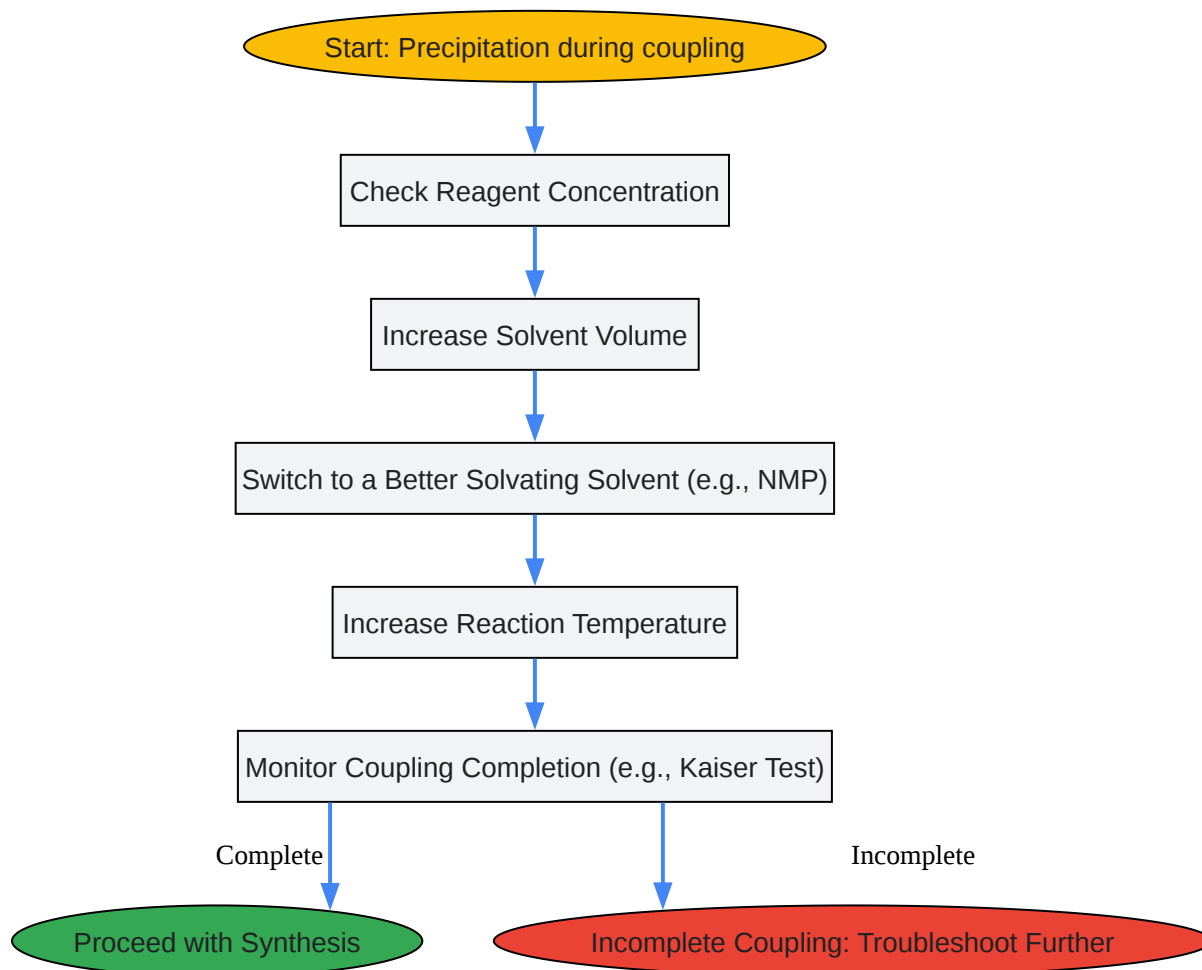 Start: Precipitation during coupling
Check Reagent Concentration
Increase Solvent Volume
Switch to a Better Solvating Solvent (e.g., NMP)
Increase Reaction Temperature
Monitor Coupling Completion (e.g., Kaiser Test)
Complete
Incomplete
Proceed with Synthesis
Incomplete Coupling: Troubleshoot Further